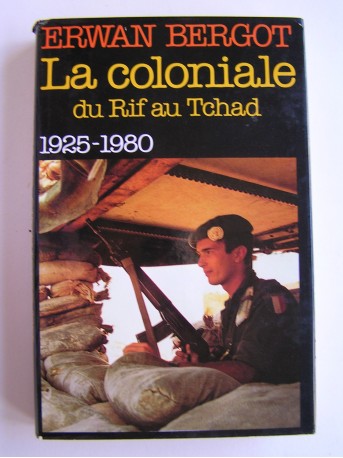 ERWAN BERGOT
La coloniale
du Rif au Tchad
1925-1980